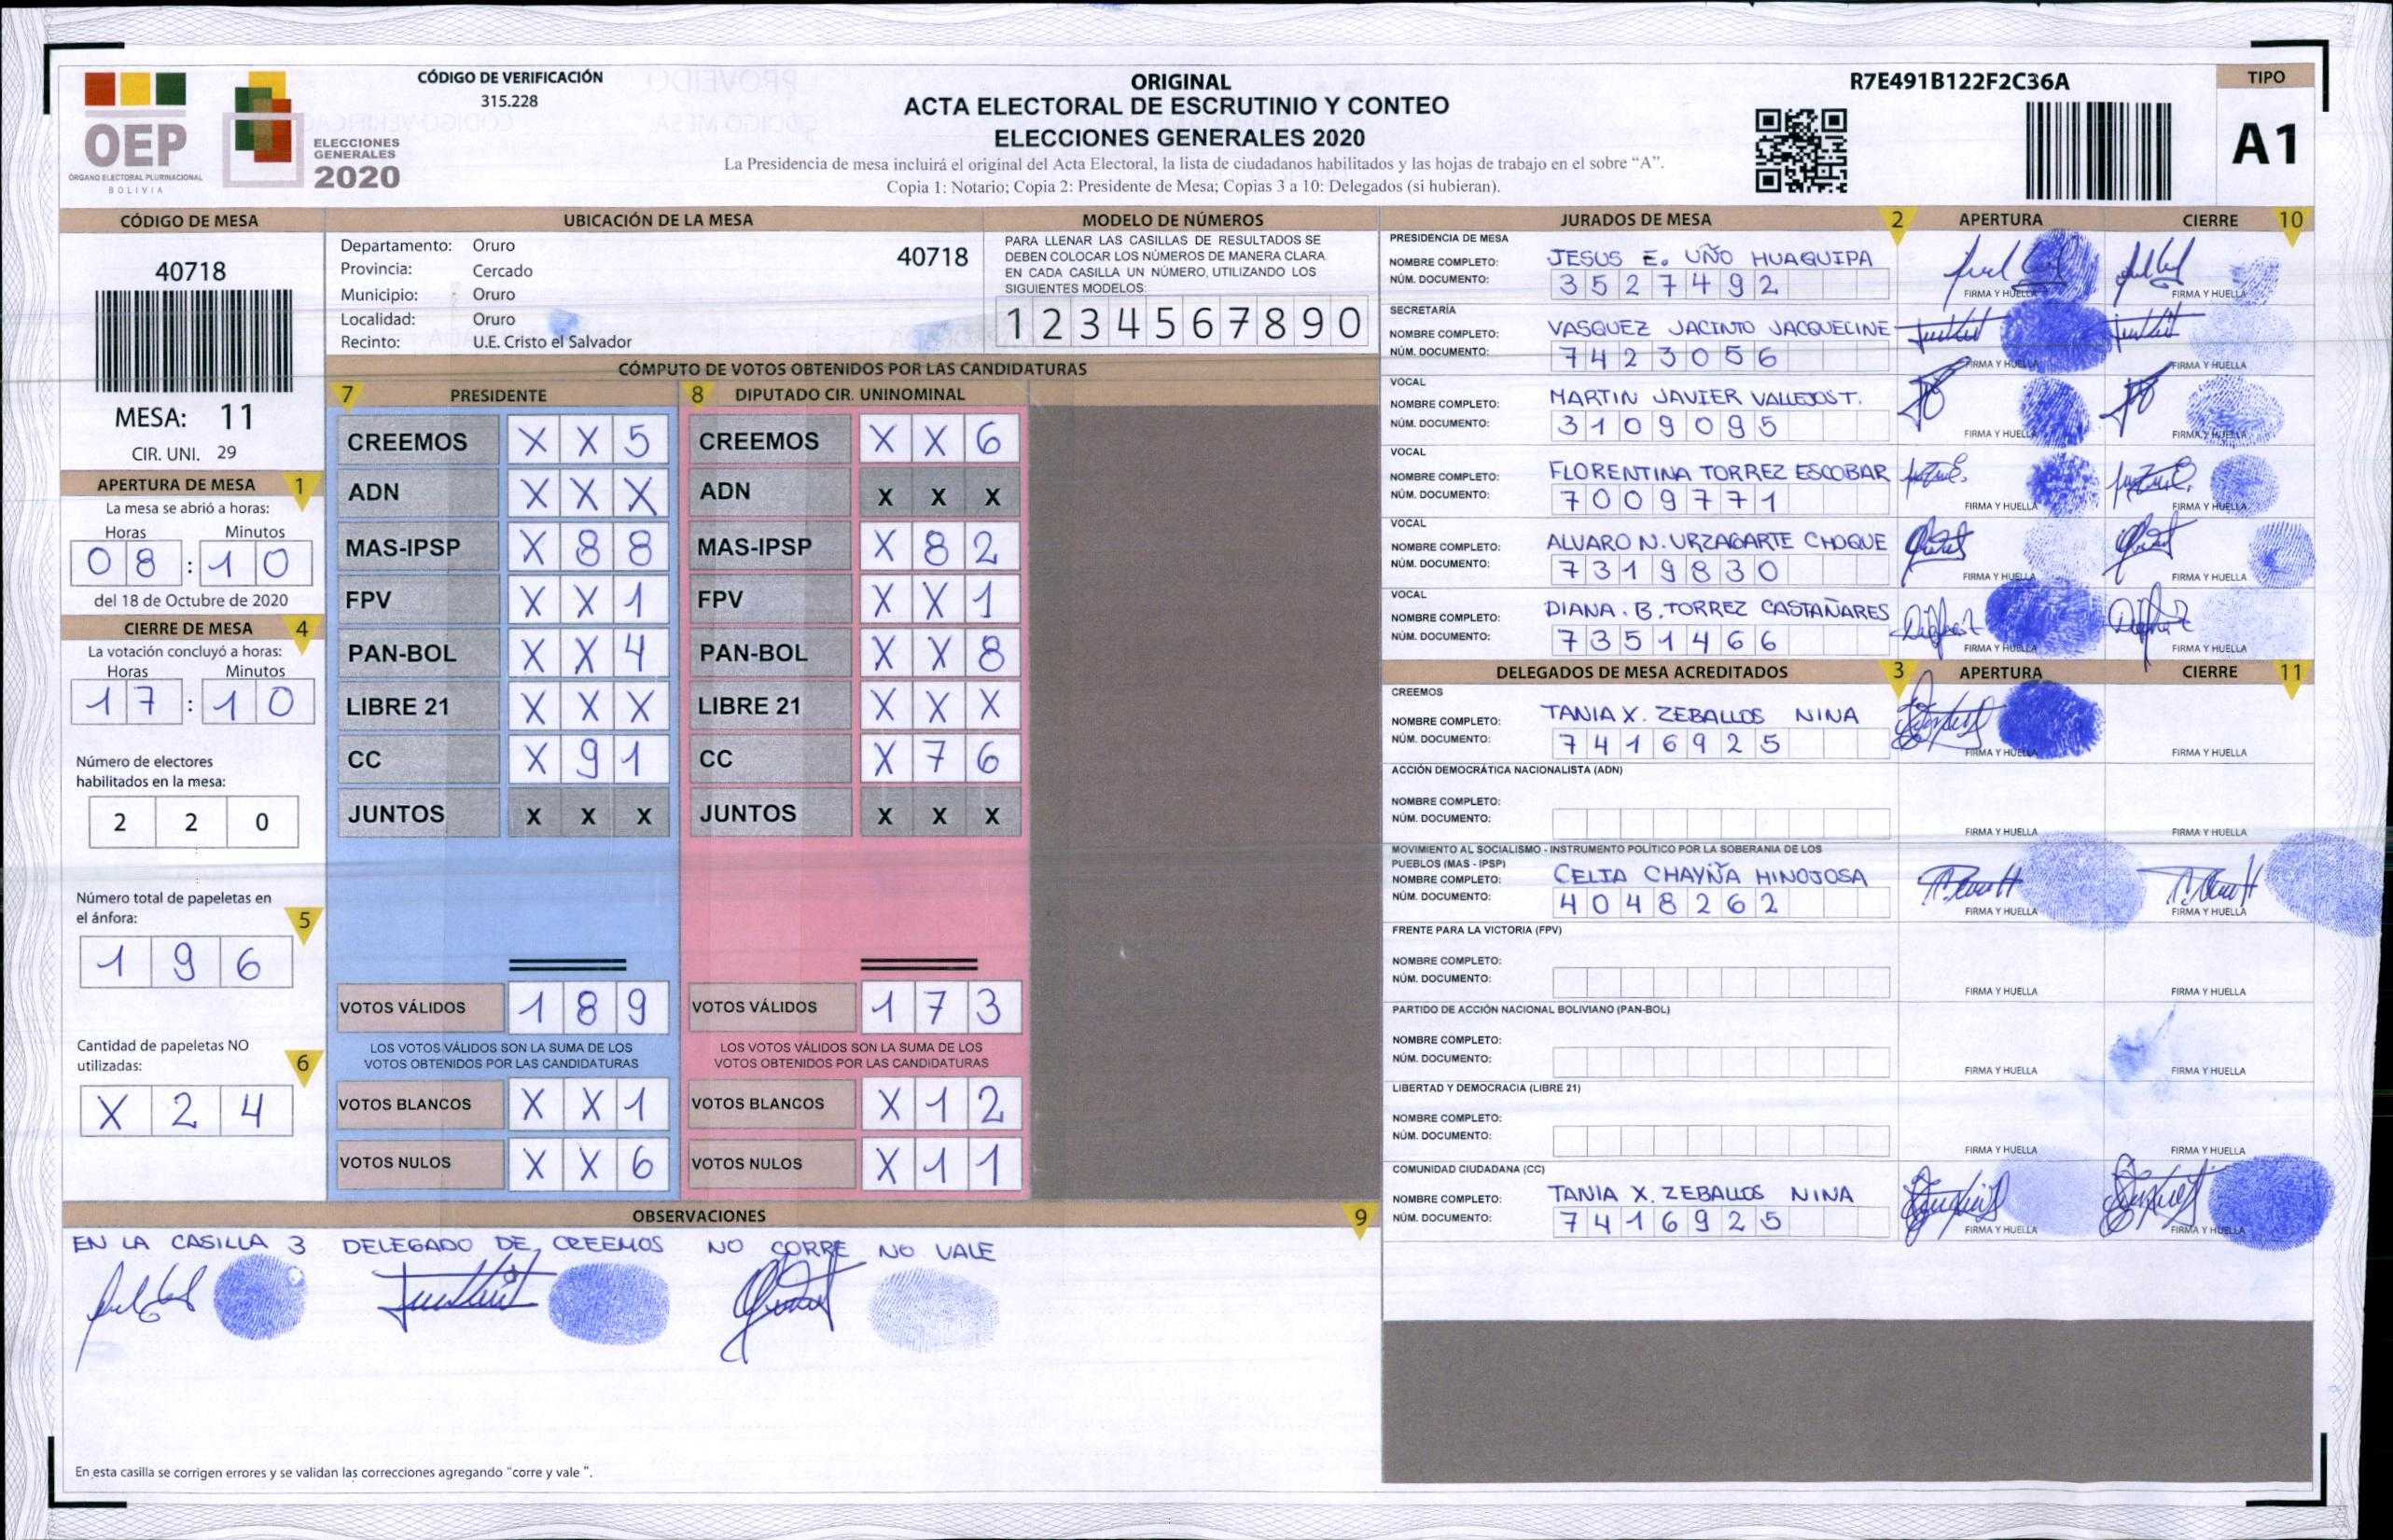 CÓDIGO DE VERIFICACIÓN
315.228
OEP
ÓRGANO ELECTORAL PLURINACIONAL
BOLIVIA
ELECCIONES
GENERALES
2020
ORIGINAL
ACTA ELECTORAL DE ESCRUTINIO Y CONTEO
ELECCIONES GENERALES 2020
La Presidencia de mesa incluirá el original del Acta Electoral, la lista de ciudadanos habilitados y las hojas de trabajo en el sobre “A”.
Copia 1: Notario; Copia 2: Presidente de Mesa; Copias 3 a 10: Delegados (si hubieran).
R7E491B122F2C36A
TIPO
A1
CÓDIGO DE MESA
40718
MESA: 11
CIR. UNI. 29
APERTURA DE MESA 1
La mesa se abrió a horas:
Horas Minutos
08:10
del 18 de Octubre de 2020
CIERRE DE MESA 4
La votación concluyó a horas:
Horas Minutos
17:10
Número de electores
habilitados en la mesa:
2 2 0
Número total de papeletas en
el ánfora: 5
1 9 6
Cantidad de papeletas NO
utilizadas: 6
X 2 4
UBICACIÓN DE LA MESA
Departamento: Oruro 40718
Provincia: Cercado
Municipio: Oruro
Localidad: Oruro
Recinto: U.E. Cristo el Salvador
MODELO DE NÚMEROS
PARA LLENAR LAS CASILLAS DE RESULTADOS SE
DEBEN COLOCAR LOS NÚMEROS DE MANERA CLARA
EN CADA CASILLA UN NÚMERO, UTILIZANDO LOS
SIGUIENTES MODELOS:
1 2 3 4 5 6 7 8 9 0
CÓMPUTO DE VOTOS OBTENIDOS POR LAS CANDIDATURAS
7 PRESIDENTE 8 DIPUTADO CIR. UNINOMINAL
CREEMOS X X 5 CREEMOS X X 6
ADN X X X ADN X X X
MAS-IPSP X 8 8 MAS-IPSP X 8 2
FPV X X 1 FPV X X 1
PAN-BOL X X 4 PAN-BOL X X 8
LIBRE 21 X X X LIBRE 21 X X X
CC X 9 1 CC X 7 6
JUNTOS X X X JUNTOS X X X
VOTOS VÁLIDOS 1 8 9 VOTOS VÁLIDOS 1 7 3
LOS VOTOS VÁLIDOS SON LA SUMA DE LOS LOS VOTOS VÁLIDOS SON LA SUMA DE LOS
VOTOS OBTENIDOS POR LAS CANDIDATURAS VOTOS OBTENIDOS POR LAS CANDIDATURAS
VOTOS BLANCOS X X 1 VOTOS BLANCOS X 1 2
VOTOS NULOS X X 6 VOTOS NULOS X 1 1
OBSERVACIONES 9
EN LA CASILLA 3 DELEGADO DE CREEMOS NO CORRE NO VALE
En esta casilla se corrigen errores y se validan las correcciones agregando “corre y vale ”.
JURADOS DE MESA 2 APERTURA CIERRE 10
PRESIDENCIA DE MESA
NOMBRE COMPLETO: JESUS E. UÑO HUAQUIPA
NÚM. DOCUMENTO: 3527492
FIRMA Y HUELLA FIRMA Y HUELLA
SECRETARÍA
NOMBRE COMPLETO: VASQUEZ JACINTO JACQUELINE
NÚM. DOCUMENTO: 7423056
FIRMA Y HUELLA FIRMA Y HUELLA
VOCAL
NOMBRE COMPLETO: MARTIN JAVIER VALLEJOS T.
NÚM. DOCUMENTO: 3109095
FIRMA Y HUELLA FIRMA Y HUELLA
VOCAL
NOMBRE COMPLETO: FLORENTINA TORREZ ESCOBAR
NÚM. DOCUMENTO: 7009771
FIRMA Y HUELLA FIRMA Y HUELLA
VOCAL
NOMBRE COMPLETO: ALVARO N. URZAGARTE CHOQUE
NÚM. DOCUMENTO: 7319830
FIRMA Y HUELLA FIRMA Y HUELLA
VOCAL
NOMBRE COMPLETO: DIANA. B. TORREZ CASTAÑARES
NÚM. DOCUMENTO: 7351466
FIRMA Y HUELLA FIRMA Y HUELLA
DELEGADOS DE MESA ACREDITADOS 3 APERTURA CIERRE 11
CREEMOS
NOMBRE COMPLETO: TANIA X. ZEBALLOS NINA
NÚM. DOCUMENTO: 7416925
FIRMA Y HUELLA FIRMA Y HUELLA
ACCIÓN DEMOCRÁTICA NACIONALISTA (ADN)
NOMBRE COMPLETO:
NÚM. DOCUMENTO:
FIRMA Y HUELLA FIRMA Y HUELLA
MOVIMIENTO AL SOCIALISMO - INSTRUMENTO POLÍTICO POR LA SOBERANIA DE LOS
PUEBLOS (MAS - IPSP)
NOMBRE COMPLETO: CELIA CHAYÑA HINOJOSA
NÚM. DOCUMENTO: 4048262
FIRMA Y HUELLA FIRMA Y HUELLA
FRENTE PARA LA VICTORIA (FPV)
NOMBRE COMPLETO:
NÚM. DOCUMENTO:
FIRMA Y HUELLA FIRMA Y HUELLA
PARTIDO DE ACCIÓN NACIONAL BOLIVIANO (PAN-BOL)
NOMBRE COMPLETO:
NÚM. DOCUMENTO:
FIRMA Y HUELLA FIRMA Y HUELLA
LIBERTAD Y DEMOCRACIA (LIBRE 21)
NOMBRE COMPLETO:
NÚM. DOCUMENTO:
FIRMA Y HUELLA FIRMA Y HUELLA
COMUNIDAD CIUDADANA (CC)
NOMBRE COMPLETO: TANIA X. ZEBALLOS NINA
NÚM. DOCUMENTO: 7416925
FIRMA Y HUELLA FIRMA Y HUELLA